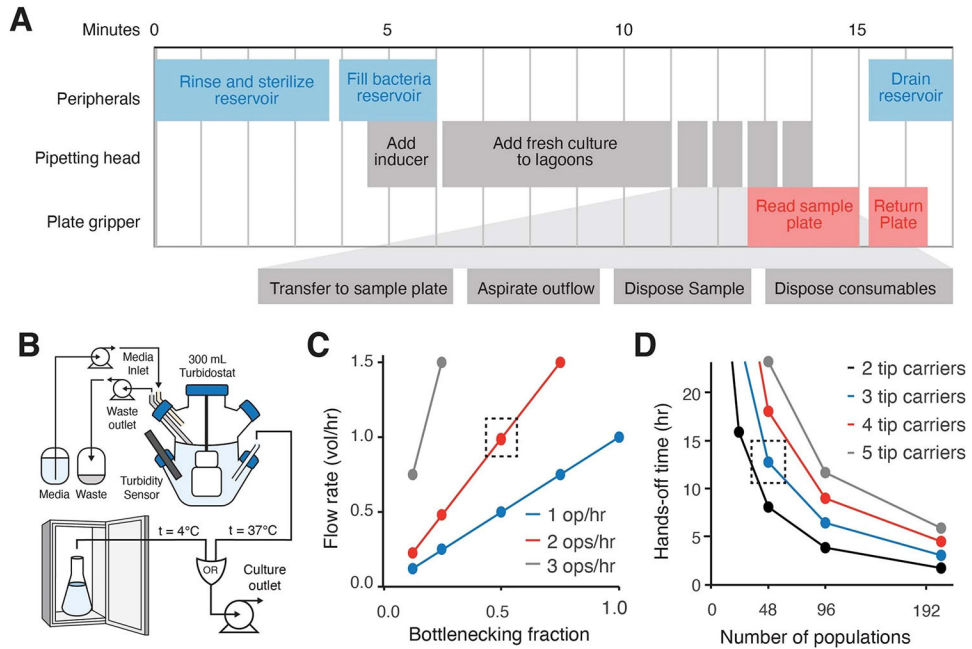 A
Minutes 0 5 10 15
Peripherals
Rinse and sterilize
reservoir
Fill bacteria
reservoir
Drain
reservoir
Pipetting head
Add
inducer
Add fresh culture
to lagoons
Plate gripper
Read sample
plate
Return
Plate
Transfer to sample plate
Aspirate outflow
Dispose Sample
Dispose consumables
B
Media
Inlet
300 mL
Turbidostat
Waste
outlet
Turbidity
Sensor
Media
Waste
t = 4°C
t = 37°C
OR
Culture
outlet
C
Flow rate (vol/hr)
1.5
1.0
0.5
0.0
1 op/hr
2 ops/hr
3 ops/hr
0.0 0.5 1.0
Bottlenecking fraction
D
Hands-off time (hr)
20
15
10
5
0
2 tip carriers
3 tip carriers
4 tip carriers
5 tip carriers
0 48 96 192
Number of populations